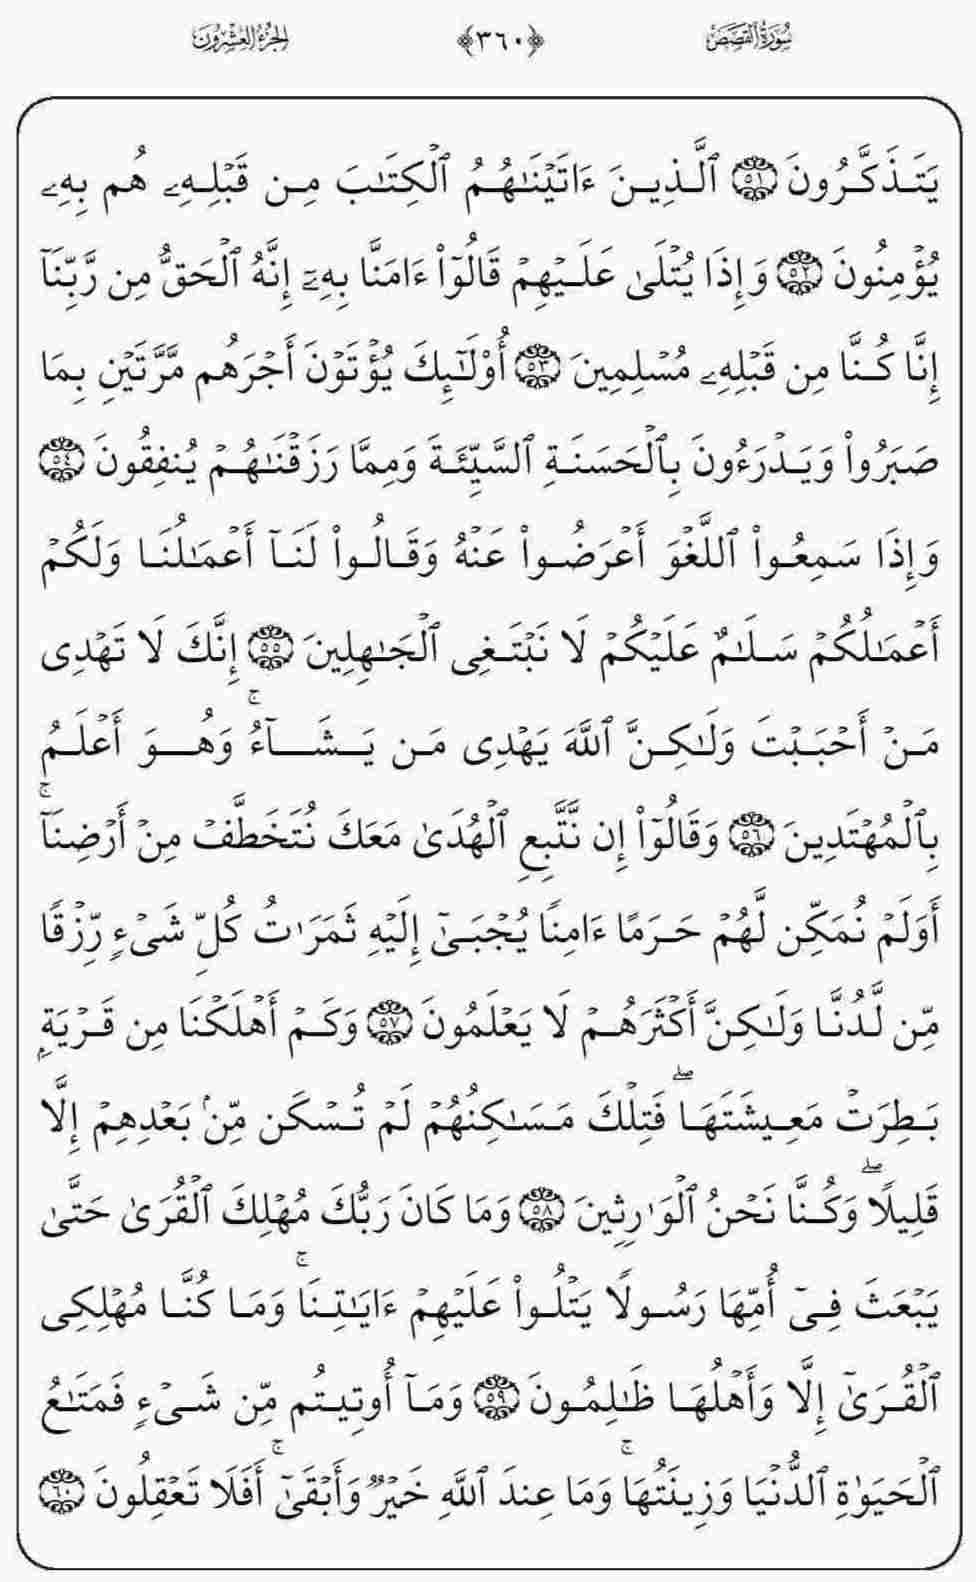 سُورَةُ القَصَصِ ﴿٣٦٠﴾ الجُزْءُ العِشْرُونَ
يَتَذَكَّرُونَ ٥١ ٱلَّذِينَ ءَاتَيْنَٰهُمُ ٱلْكِتَٰبَ مِن قَبْلِهِۦ هُم بِهِۦ
يُؤْمِنُونَ ٥٢ وَإِذَا يُتْلَىٰ عَلَيْهِمْ قَالُوٓا۟ ءَامَنَّا بِهِۦٓ إِنَّهُ ٱلْحَقُّ مِن رَّبِّنَآ
إِنَّا كُنَّا مِن قَبْلِهِۦ مُسْلِمِينَ ٥٣ أُو۟لَٰٓئِكَ يُؤْتَوْنَ أَجْرَهُم مَّرَّتَيْنِ بِمَا
صَبَرُوا۟ وَيَدْرَءُونَ بِٱلْحَسَنَةِ ٱلسَّيِّئَةَ وَمِمَّا رَزَقْنَٰهُمْ يُنفِقُونَ ٥٤
وَإِذَا سَمِعُوا۟ ٱللَّغْوَ أَعْرَضُوا۟ عَنْهُ وَقَالُوا۟ لَنَآ أَعْمَٰلُنَا وَلَكُمْ
أَعْمَٰلُكُمْ سَلَٰمٌ عَلَيْكُمْ لَا نَبْتَغِى ٱلْجَٰهِلِينَ ٥٥ إِنَّكَ لَا تَهْدِى
مَنْ أَحْبَبْتَ وَلَٰكِنَّ ٱللَّهَ يَهْدِى مَن يَشَآءُ ۚ وَهُوَ أَعْلَمُ
بِٱلْمُهْتَدِينَ ٥٦ وَقَالُوٓا۟ إِن نَّتَّبِعِ ٱلْهُدَىٰ مَعَكَ نُتَخَطَّفْ مِنْ أَرْضِنَآ ۚ
أَوَلَمْ نُمَكِّن لَّهُمْ حَرَمًا ءَامِنًا يُجْبَىٰٓ إِلَيْهِ ثَمَرَٰتُ كُلِّ شَىْءٍ رِّزْقًا
مِّن لَّدُنَّا وَلَٰكِنَّ أَكْثَرَهُمْ لَا يَعْلَمُونَ ٥٧ وَكَمْ أَهْلَكْنَا مِن قَرْيَةٍۭ
بَطِرَتْ مَعِيشَتَهَا ۖ فَتِلْكَ مَسَٰكِنُهُمْ لَمْ تُسْكَن مِّنۢ بَعْدِهِمْ إِلَّا
قَلِيلًا ۖ وَكُنَّا نَحْنُ ٱلْوَٰرِثِينَ ٥٨ وَمَا كَانَ رَبُّكَ مُهْلِكَ ٱلْقُرَىٰ حَتَّىٰ
يَبْعَثَ فِىٓ أُمِّهَا رَسُولًا يَتْلُوا۟ عَلَيْهِمْ ءَايَٰتِنَا ۚ وَمَا كُنَّا مُهْلِكِى
ٱلْقُرَىٰٓ إِلَّا وَأَهْلُهَا ظَٰلِمُونَ ٥٩ وَمَآ أُوتِيتُم مِّن شَىْءٍ فَمَتَٰعُ
ٱلْحَيَوٰةِ ٱلدُّنْيَا وَزِينَتُهَا ۚ وَمَا عِندَ ٱللَّهِ خَيْرٌ وَأَبْقَىٰٓ ۚ أَفَلَا تَعْقِلُونَ ٦٠